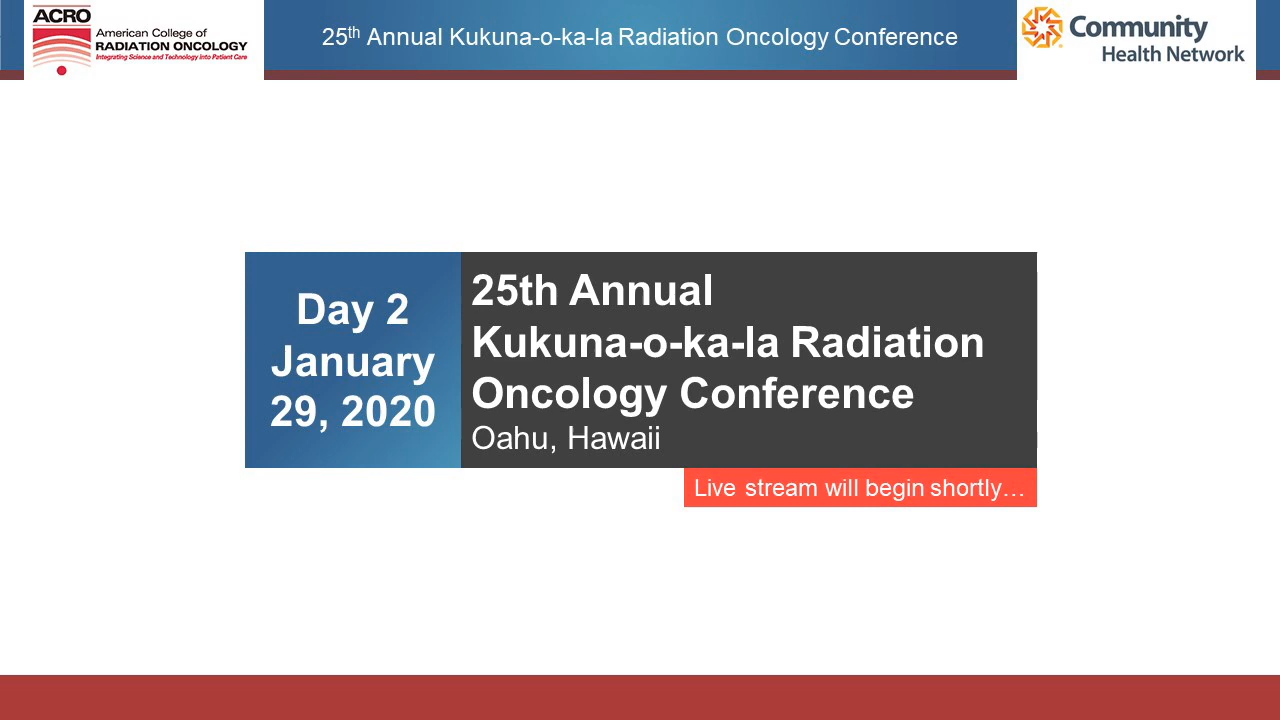 ACRO
American College of
RADIATION ONCOLOGY
Integrating Science and Technology Into Patient Care
25th Annual Kukuna-o-ka-la Radiation Oncology Conference
Community
Health Network
Day 2
January
29, 2020
25th Annual
Kukuna-o-ka-la Radiation
Oncology Conference
Oahu, Hawaii
Live stream will begin shortly…